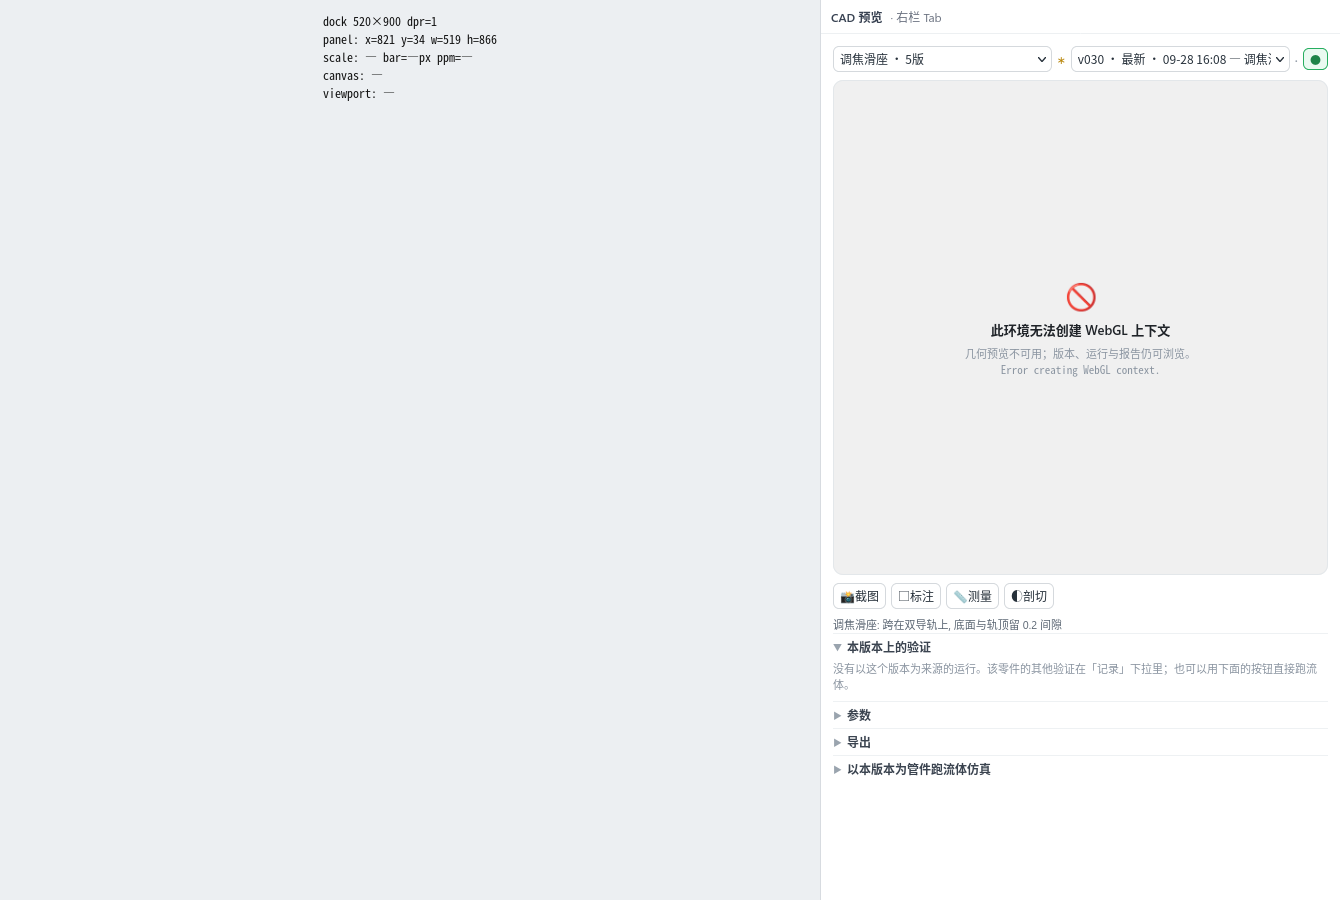 dock 520×900 dpr=1
panel: x=821 y=34 w=519 h=866
scale: — bar=—px ppm=—
canvas: —
viewport: —
CAD 预览 · 右栏 Tab
调焦滑座 · 5版
* v030 · 最新 · 09-28 16:08 — 调焦 ·
此环境无法创建 WebGL 上下文
几何预览不可用；版本、运行与报告仍可浏览。
Error creating WebGL context.
截图 标注 测量 剖切
调焦滑座: 跨在双导轨上, 底面与轨顶留 0.2 间隙
本版本上的验证
没有以这个版本为来源的运行。该零件的其他验证在「记录」下拉里；也可以用下面的按钮直接跑流
体。
参数
导出
以本版本为管件跑流体仿真